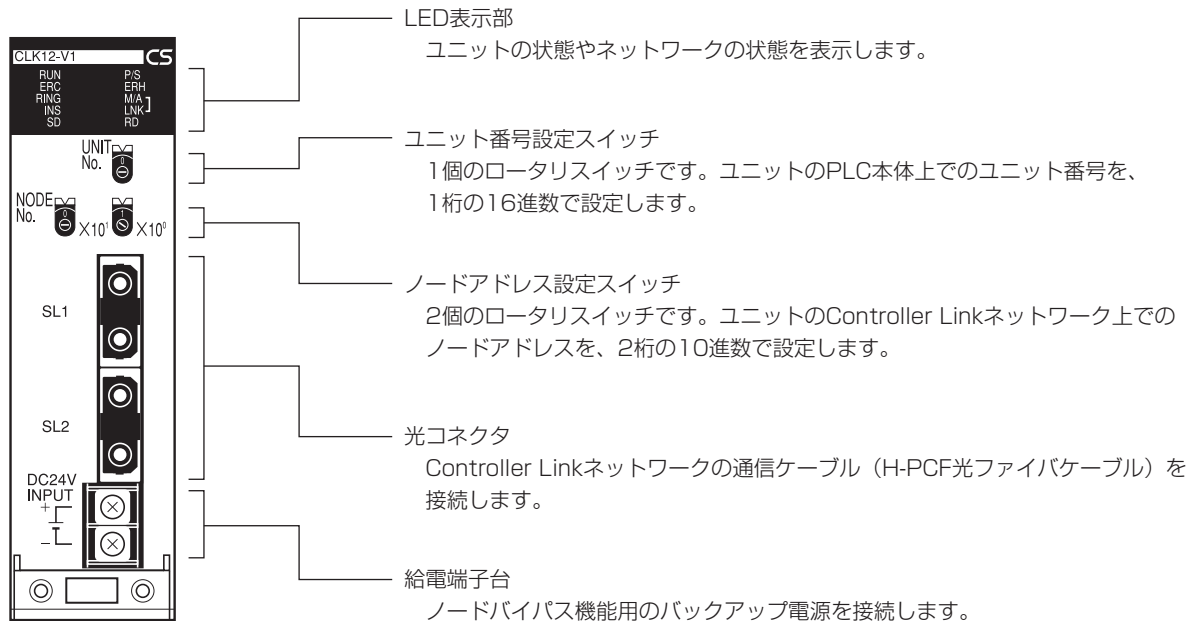 CLK12-V1 CS
RUN P/S
ERC ERH
RING M/A
INS LNK
SD RD
UNIT
No. 0
NODE
No. 0 ×10¹ 1 ×10⁰
SL1
SL2
DC24V
INPUT
+
−
LED表示部
ユニットの状態やネットワークの状態を表示します。
ユニット番号設定スイッチ
1個のロータリスイッチです。ユニットのPLC本体上でのユニット番号を、
1桁の16進数で設定します。
ノードアドレス設定スイッチ
2個のロータリスイッチです。ユニットのController Linkネットワーク上での
ノードアドレスを、2桁の10進数で設定します。
光コネクタ
Controller Linkネットワークの通信ケーブル（H-PCF光ファイバケーブル）を
接続します。
給電端子台
ノードバイパス機能用のバックアップ電源を接続します。